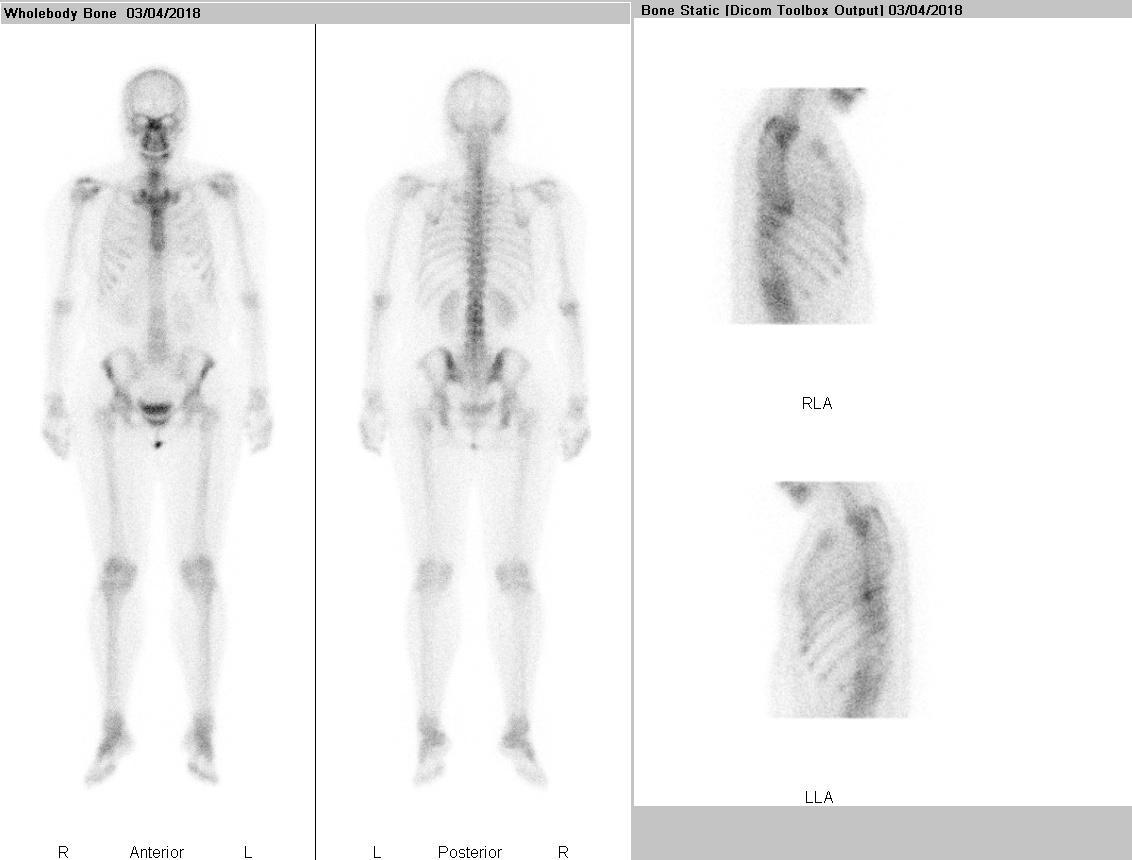 Wholebody Bone 03/04/2018
Bone Static [Dicom Toolbox Output] 03/04/2018
RLA
LLA
R Anterior L
L Posterior R